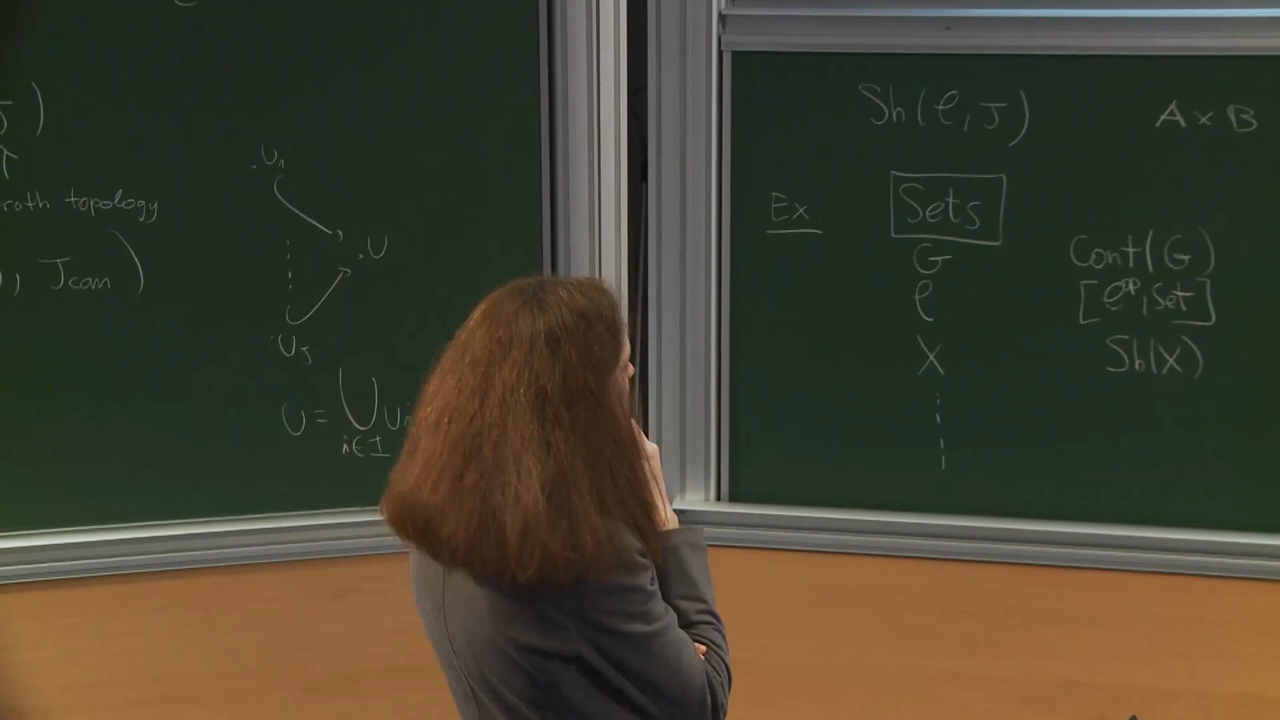 J)
↑
roth topology
), Jcan)
U₁
U
Uⱼ
U = ⋃ Uᵢ
i∈I
Sh(𝒞, J)
A × B
Ex
Sets
G Cont(G)
𝒞 [𝒞ᵒᵖ, Set]
X Sh(X)